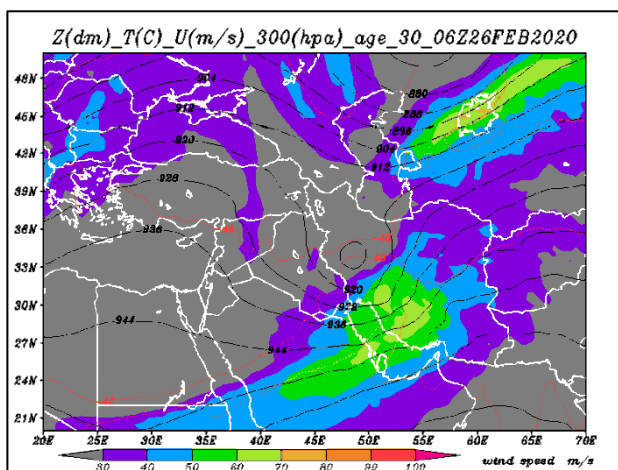 Z(dm)_T(C)_U(m/s)_300(hpa)_age_30_06Z26FEB2020
48N
46N
42N
39N
36N
33N
30N
27N
24N
21N
904
912
920
928
936
944
880
888
896
904
912
920
928
936
944
20E 25E 30E 35E 40E 45E 50E 55E 60E 65E 70E
30 40 50 60 70 80 90 100
wind speed m/s